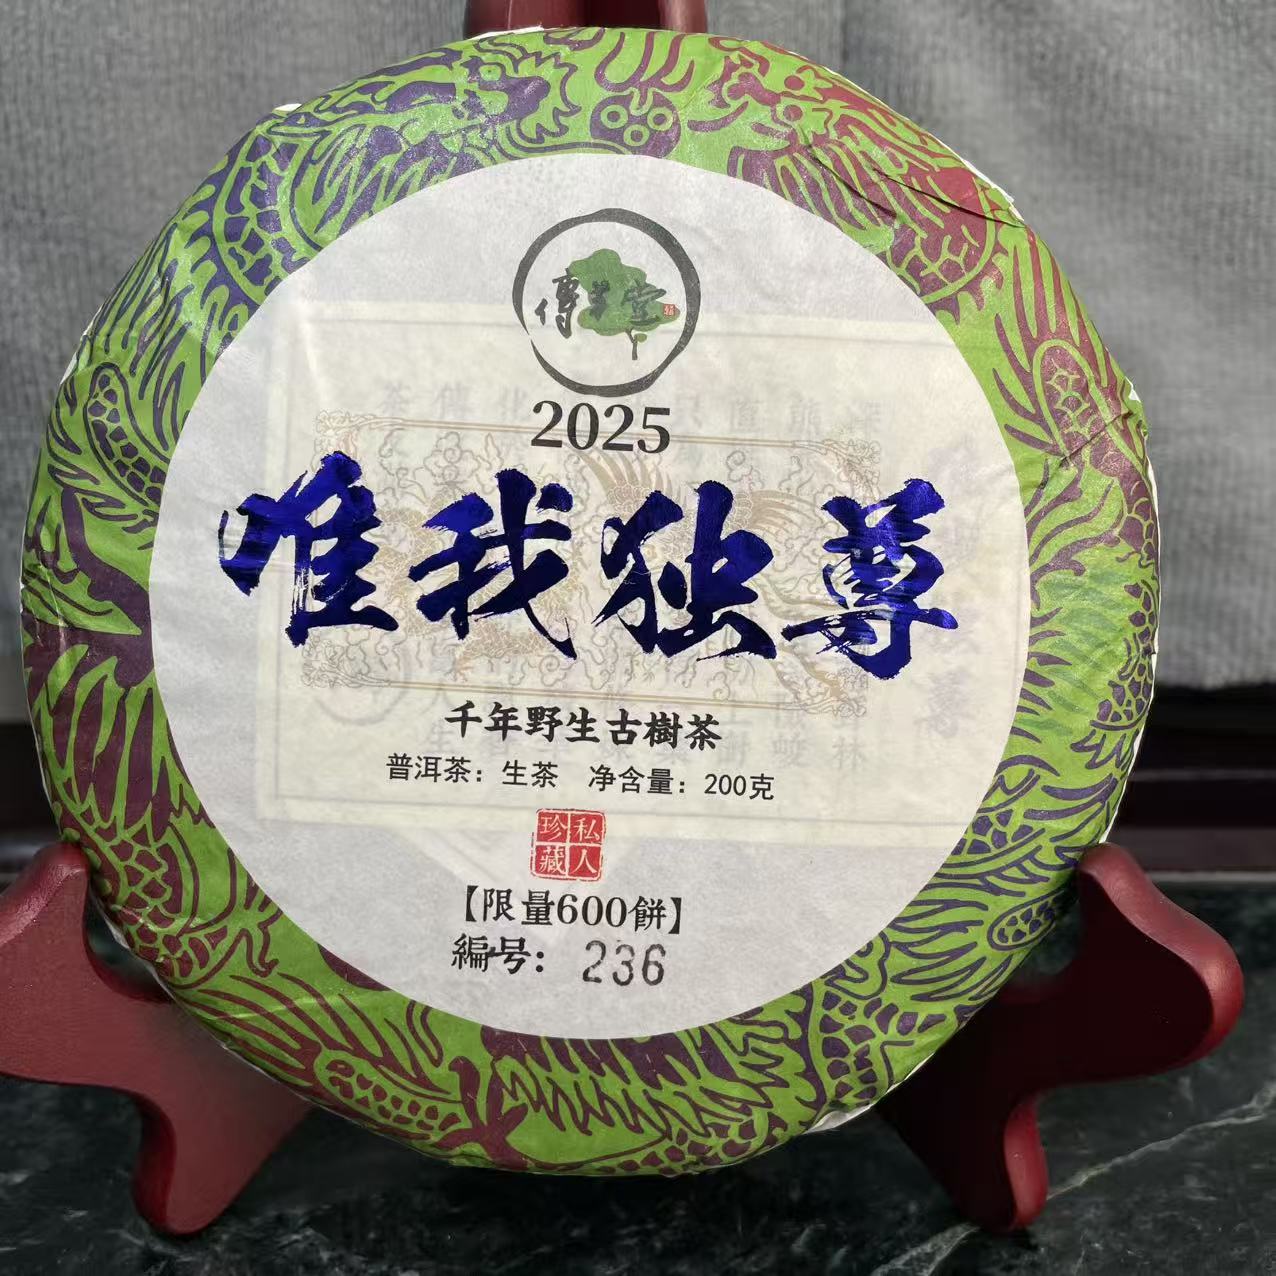 傳芳堂
2025
唯我独尊
千年野生古樹茶
普洱茶：生茶 净含量：200克
私人
珍藏
【限量600餅】
編号：236